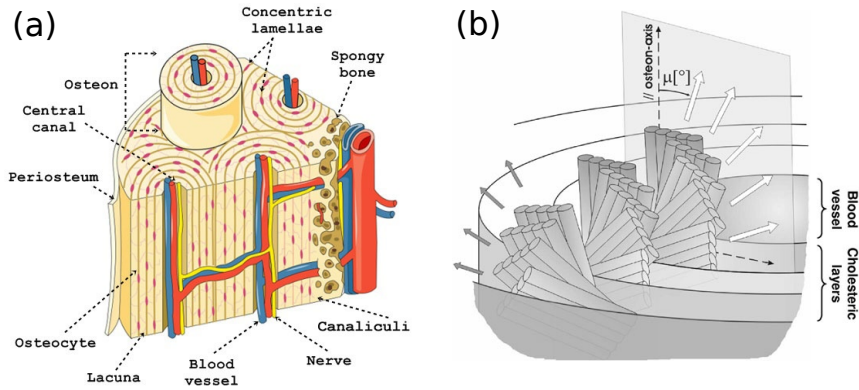 (a)
Concentric
lamellae
Spongy
bone
Osteon
Central
canal
Periosteum
Osteocyte
Lacuna
Blood
vessel
Nerve
Canaliculi
(b)
// osteon-axis
μ[°]
Blood
vessel
Cholesteric
layers